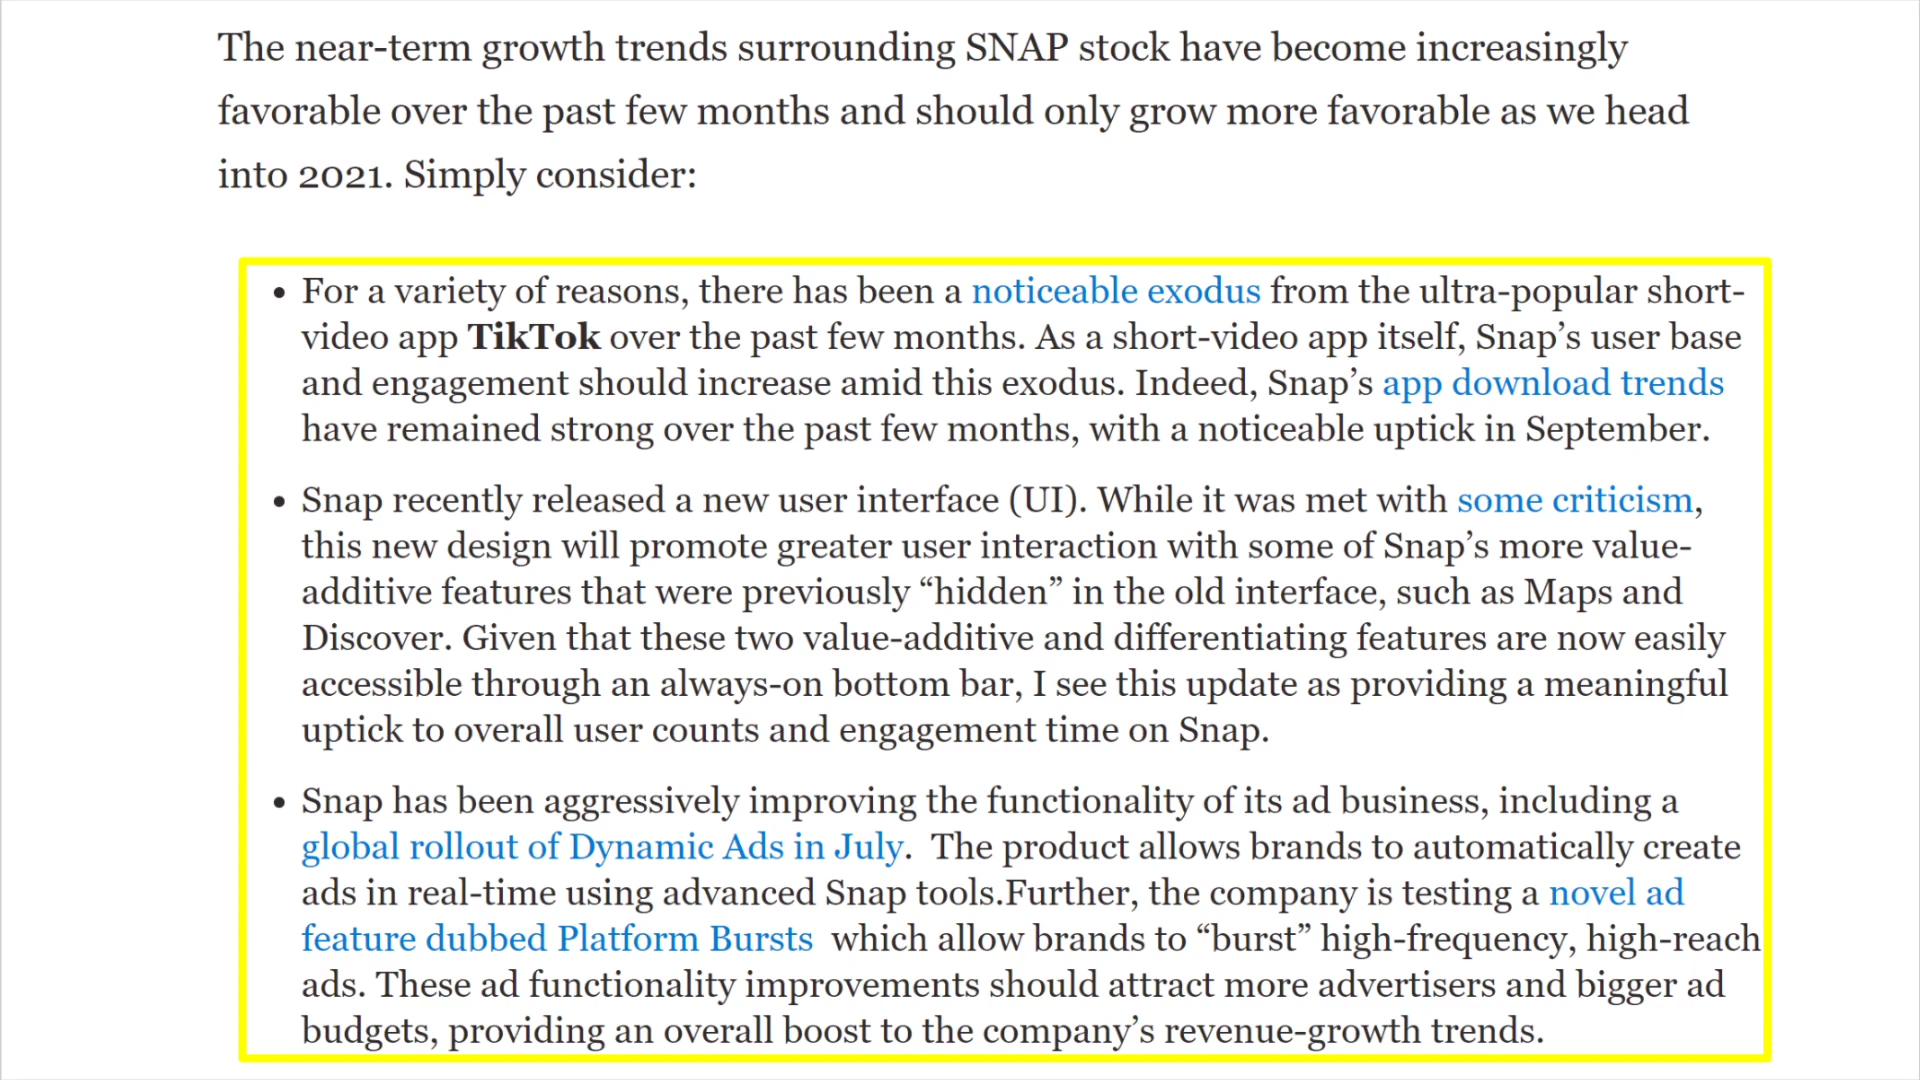 The near-term growth trends surrounding SNAP stock have become increasingly
favorable over the past few months and should only grow more favorable as we head
into 2021. Simply consider:
• For a variety of reasons, there has been a noticeable exodus from the ultra-popular short-
video app TikTok over the past few months. As a short-video app itself, Snap’s user base
and engagement should increase amid this exodus. Indeed, Snap’s app download trends
have remained strong over the past few months, with a noticeable uptick in September.
• Snap recently released a new user interface (UI). While it was met with some criticism,
this new design will promote greater user interaction with some of Snap’s more value-
additive features that were previously “hidden” in the old interface, such as Maps and
Discover. Given that these two value-additive and differentiating features are now easily
accessible through an always-on bottom bar, I see this update as providing a meaningful
uptick to overall user counts and engagement time on Snap.
• Snap has been aggressively improving the functionality of its ad business, including a
global rollout of Dynamic Ads in July.  The product allows brands to automatically create
ads in real-time using advanced Snap tools.Further, the company is testing a novel ad
feature dubbed Platform Bursts  which allow brands to “burst” high-frequency, high-reach
ads. These ad functionality improvements should attract more advertisers and bigger ad
budgets, providing an overall boost to the company’s revenue-growth trends.